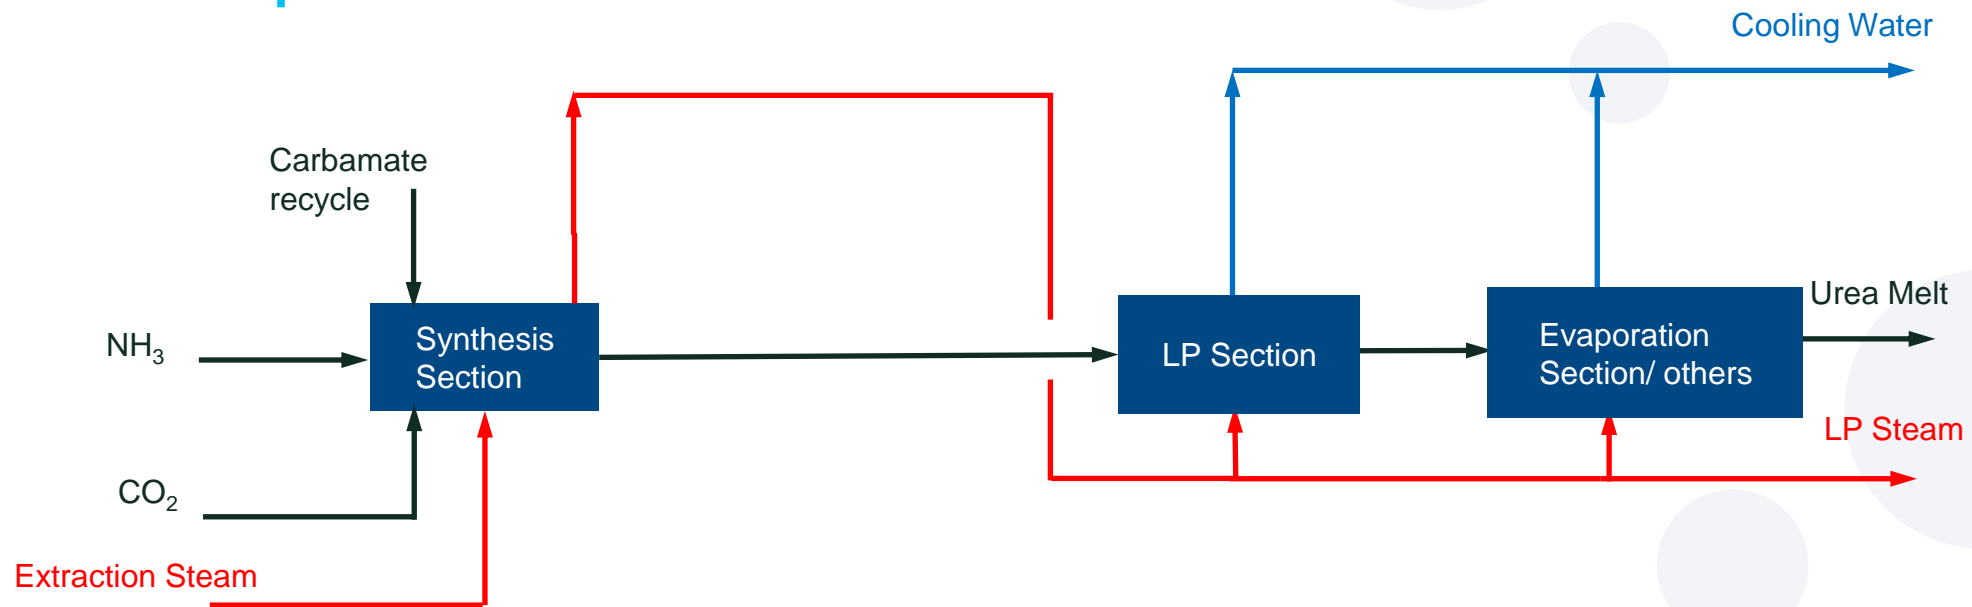 Cooling Water
Carbamate
recycle
NH₃
Synthesis
Section
LP Section
Evaporation
Section/ others
Urea Melt
LP Steam
CO₂
Extraction Steam